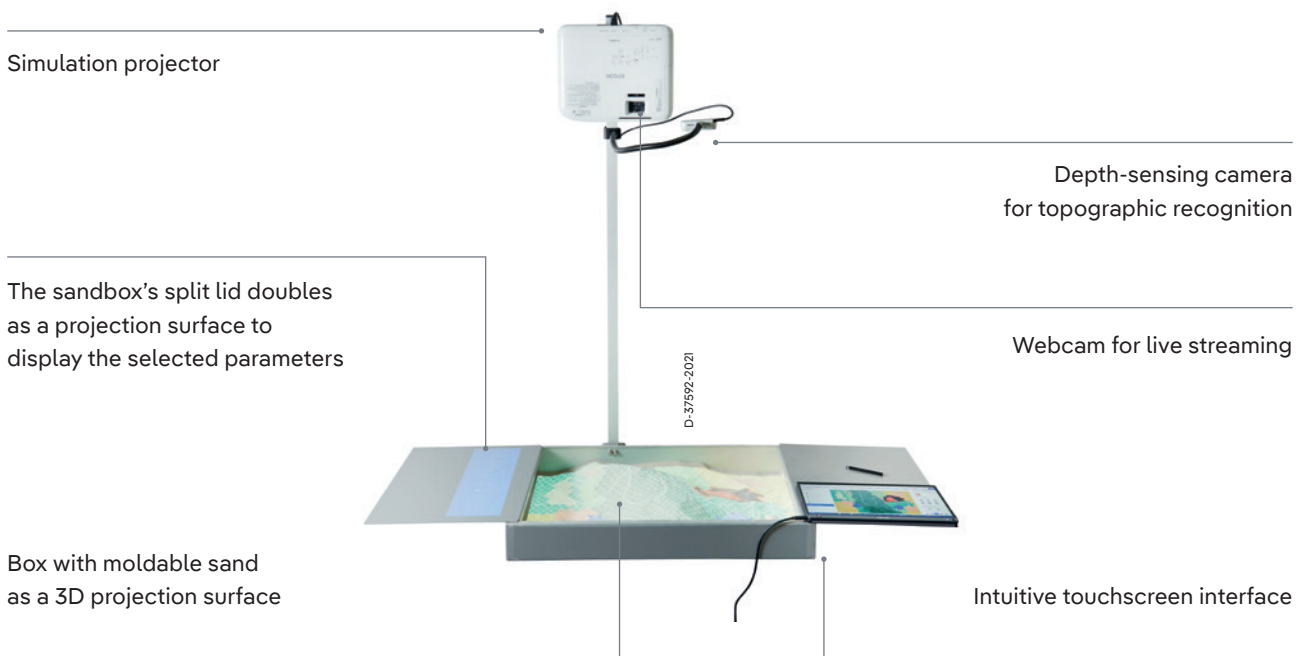 Simulation projector
EPSON
Depth-sensing camera
for topographic recognition
The sandbox’s split lid doubles
as a projection surface to
display the selected parameters
Webcam for live streaming
D-37592-2021
Box with moldable sand
as a 3D projection surface
Intuitive touchscreen interface